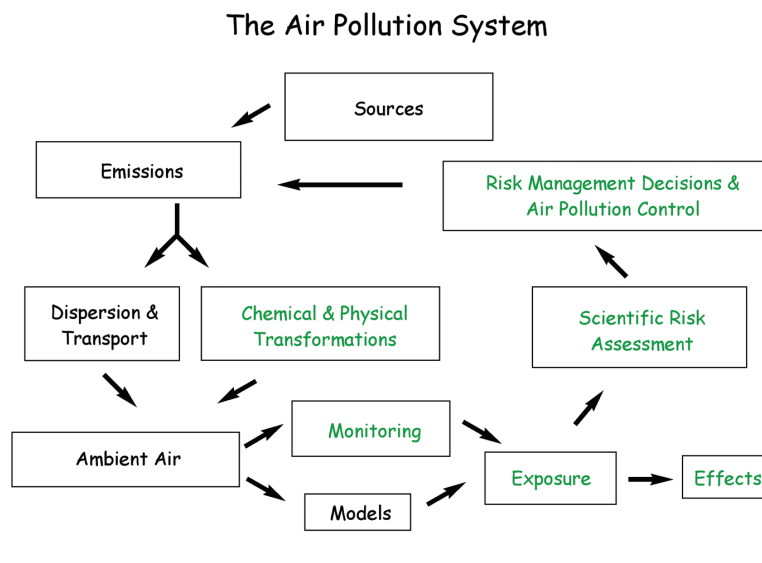 The Air Pollution System
Sources
Emissions
Risk Management Decisions &
Air Pollution Control
Dispersion &
Transport
Chemical & Physical
Transformations
Scientific Risk
Assessment
Monitoring
Ambient Air
Exposure
Effects
Models